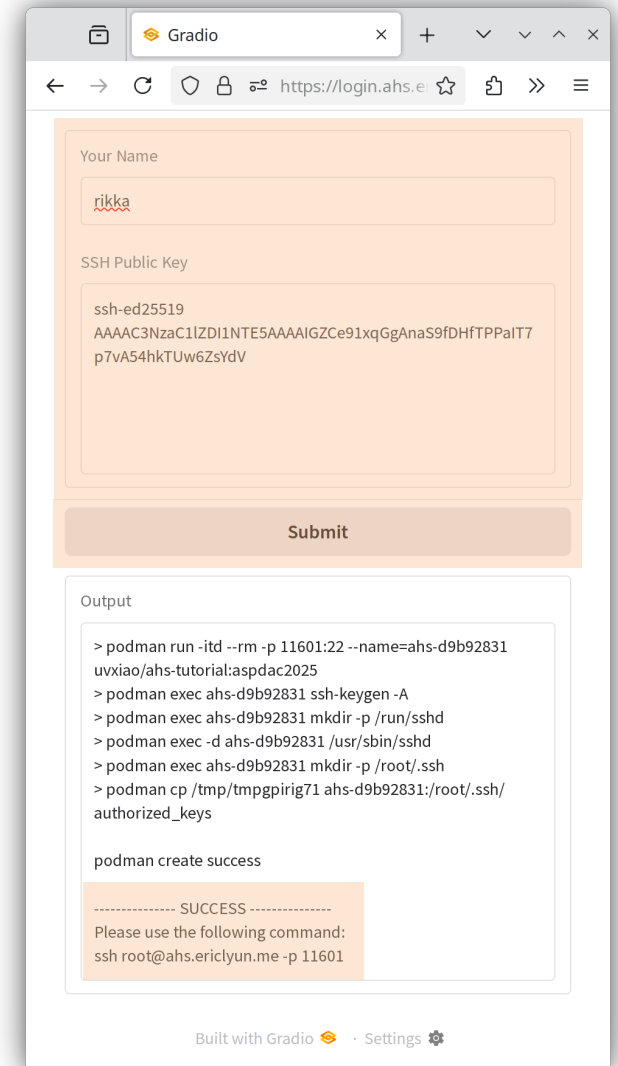 Gradio
https://login.ahs.e
Your Name
rikka
SSH Public Key
ssh-ed25519
AAAAC3NzaC1lZDI1NTE5AAAAIGZCe91xqGgAnaS9fDHfTPPaIT7
p7vA54hkTUw6ZsYdV
Submit
Output
> podman run -itd --rm -p 11601:22 --name=ahs-d9b92831
uvxiao/ahs-tutorial:aspdac2025
> podman exec ahs-d9b92831 ssh-keygen -A
> podman exec ahs-d9b92831 mkdir -p /run/sshd
> podman exec -d ahs-d9b92831 /usr/sbin/sshd
> podman exec ahs-d9b92831 mkdir -p /root/.ssh
> podman cp /tmp/tmpgpirig71 ahs-d9b92831:/root/.ssh/
authorized_keys
podman create success
--------------- SUCCESS ---------------
Please use the following command:
ssh root@ahs.ericlyun.me -p 11601
Built with Gradio · Settings